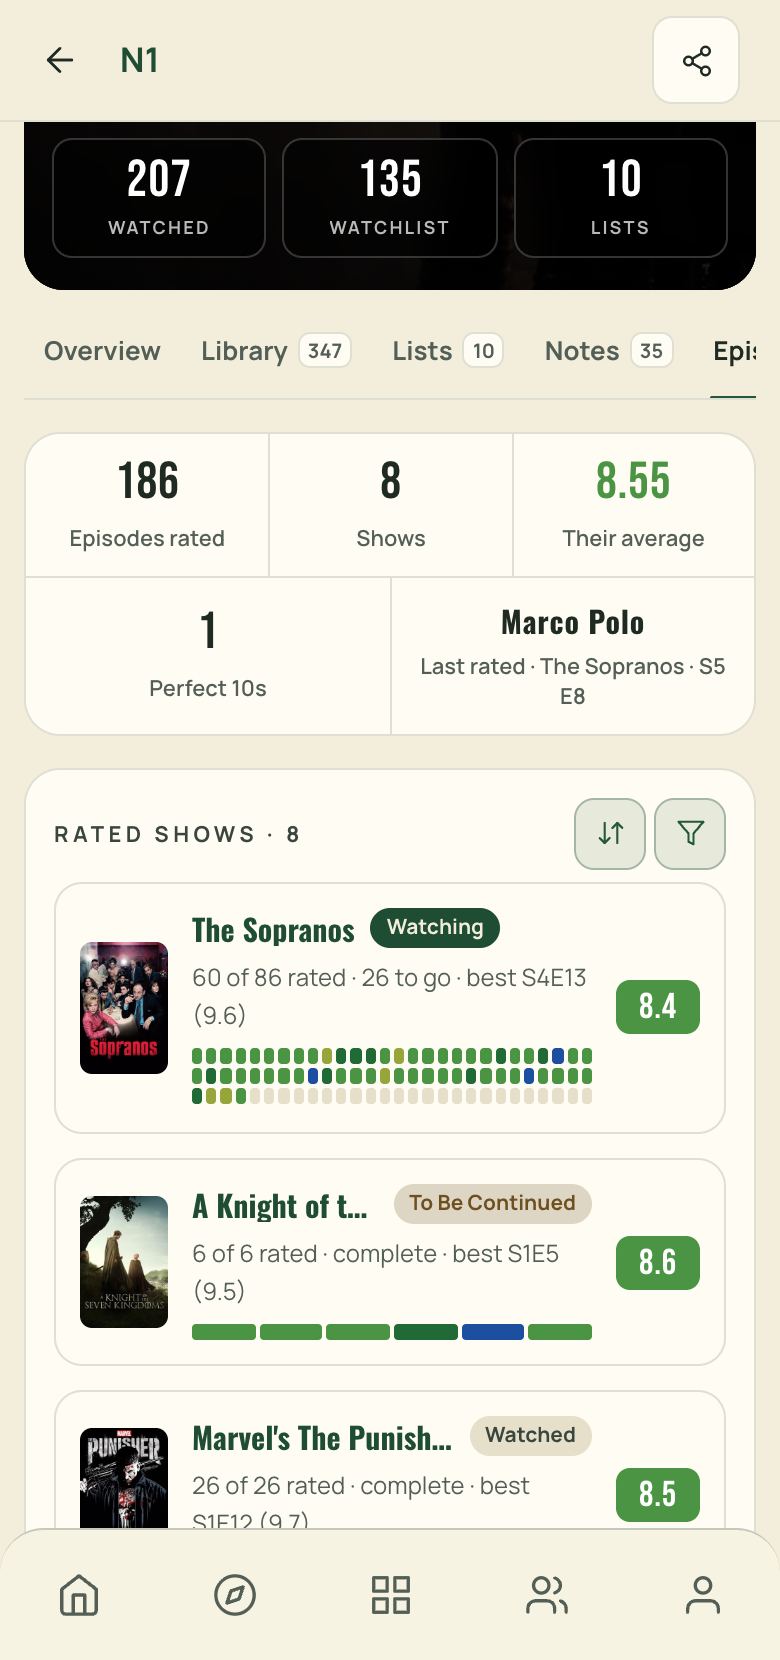 N1
207
WATCHED
135
WATCHLIST
10
LISTS
Overview
Library 347
Lists 10
Notes 35
Epis
186
Episodes rated
8
Shows
8.55
Their average
1
Perfect 10s
Marco Polo
Last rated · The Sopranos · S5
E8
RATED SHOWS · 8
The Sopranos
Watching
60 of 86 rated · 26 to go · best S4E13
(9.6)
8.4
Sopranos
A Knight of t...
To Be Continued
6 of 6 rated · complete · best S1E5
(9.5)
8.6
A KNIGHT OF THE
SEVEN KINGDOMS
Marvel's The Punish...
Watched
26 of 26 rated · complete · best
S1E12 (9.7)
8.5
MARVEL
PUNISHER